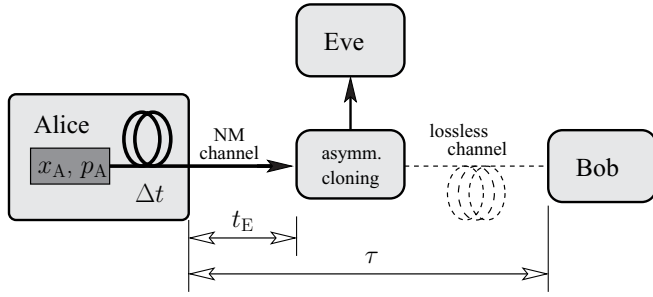 Eve
Alice
x_A, p_A
Δt
NM
channel
asymm.
cloning
lossless
channel
Bob
t_E
τ